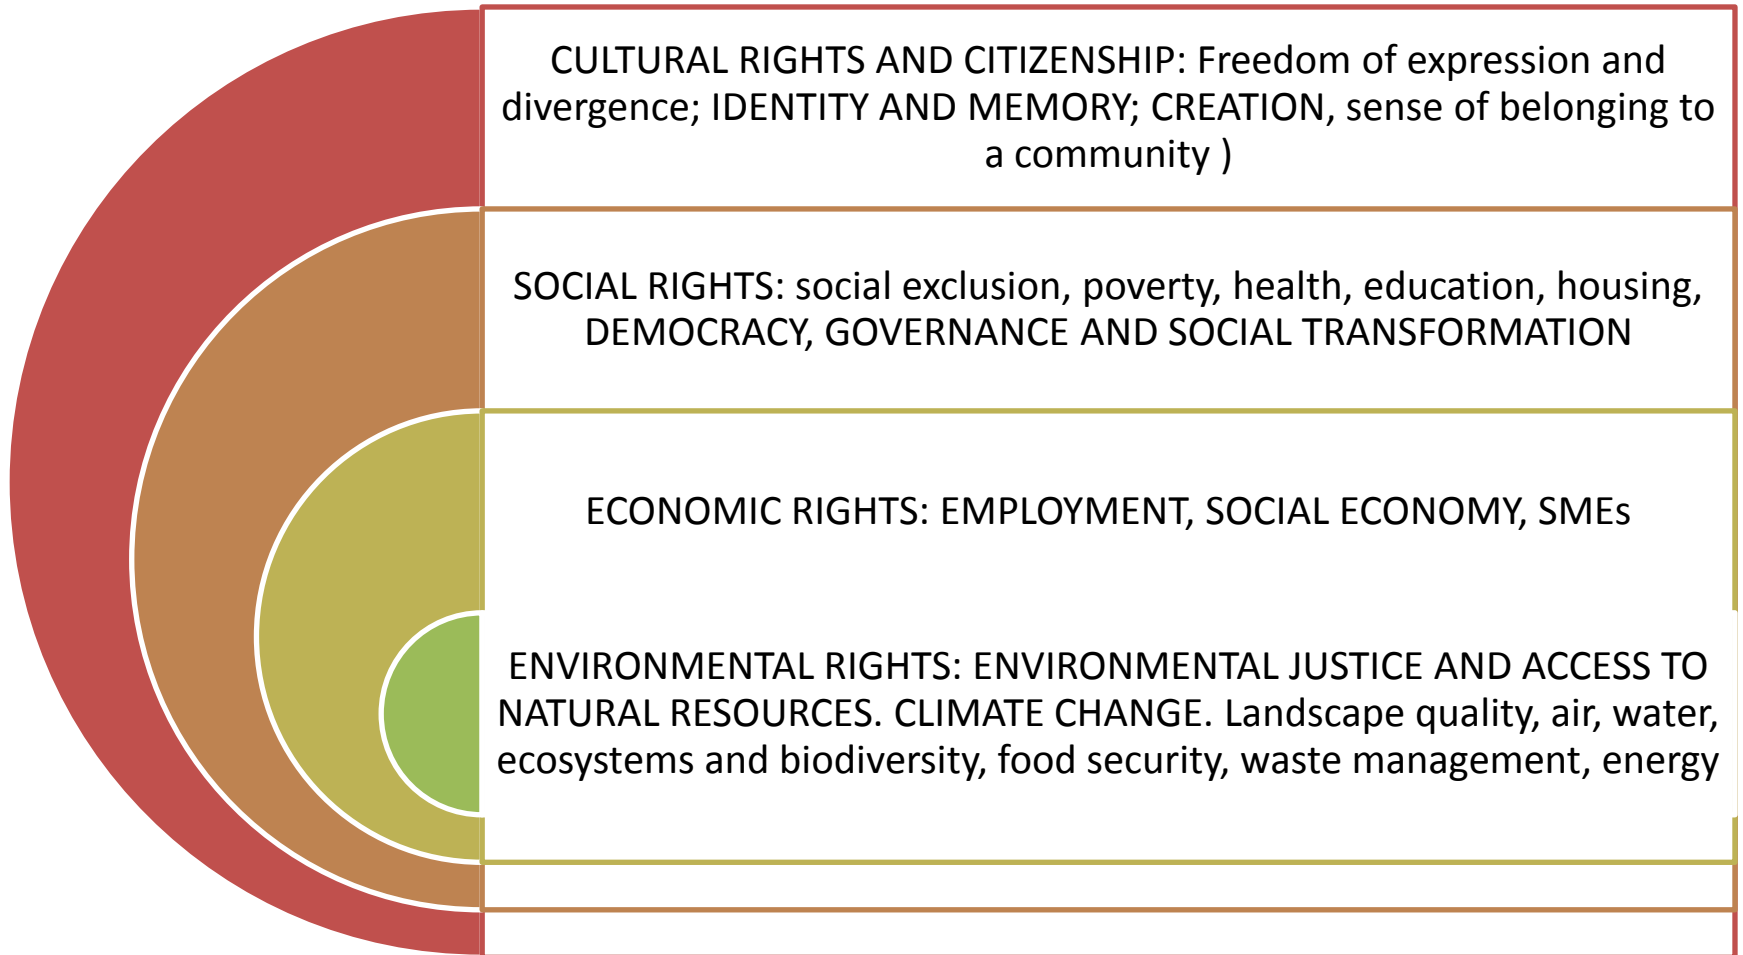 CULTURAL RIGHTS AND CITIZENSHIP: Freedom of expression and
divergence; IDENTITY AND MEMORY; CREATION, sense of belonging to
a community )
SOCIAL RIGHTS: social exclusion, poverty, health, education, housing,
DEMOCRACY, GOVERNANCE AND SOCIAL TRANSFORMATION
ECONOMIC RIGHTS: EMPLOYMENT, SOCIAL ECONOMY, SMEs
ENVIRONMENTAL RIGHTS: ENVIRONMENTAL JUSTICE AND ACCESS TO
NATURAL RESOURCES. CLIMATE CHANGE. Landscape quality, air, water,
ecosystems and biodiversity, food security, waste management, energy